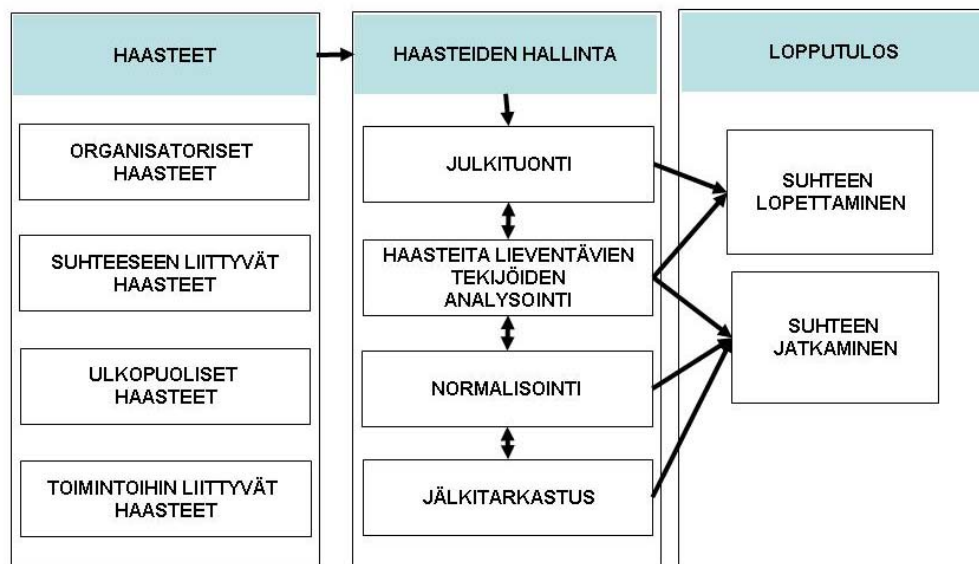 HAASTEET
ORGANISATORISET
HAASTEET
SUHTEESEEN LIITTYVÄT
HAASTEET
ULKOPUOLISET
HAASTEET
TOIMINTOIHIN LIITTYVÄT
HAASTEET
HAASTEIDEN HALLINTA
JULKITUONTI
HAASTEITA LIEVENTÄVIEN
TEKIJÖIDEN
ANALYSOINTI
NORMALISOINTI
JÄLKITARKASTUS
LOPPUTULOS
SUHTEEN
LOPETTAMINEN
SUHTEEN
JATKAMINEN